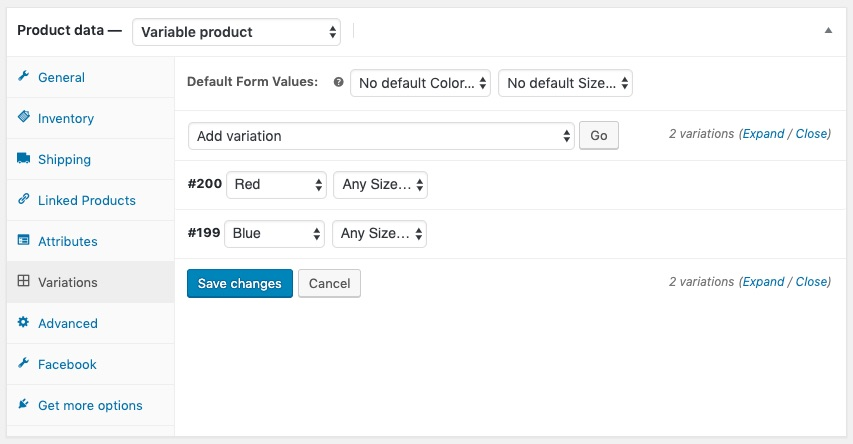 Product data — Variable product
General
Inventory
Shipping
Linked Products
Attributes
Variations
Advanced
Facebook
Get more options
Default Form Values: ? No default Color... No default Size...
Add variation Go 2 variations (Expand / Close)
#200 Red Any Size...
#199 Blue Any Size...
Save changes Cancel 2 variations (Expand / Close)